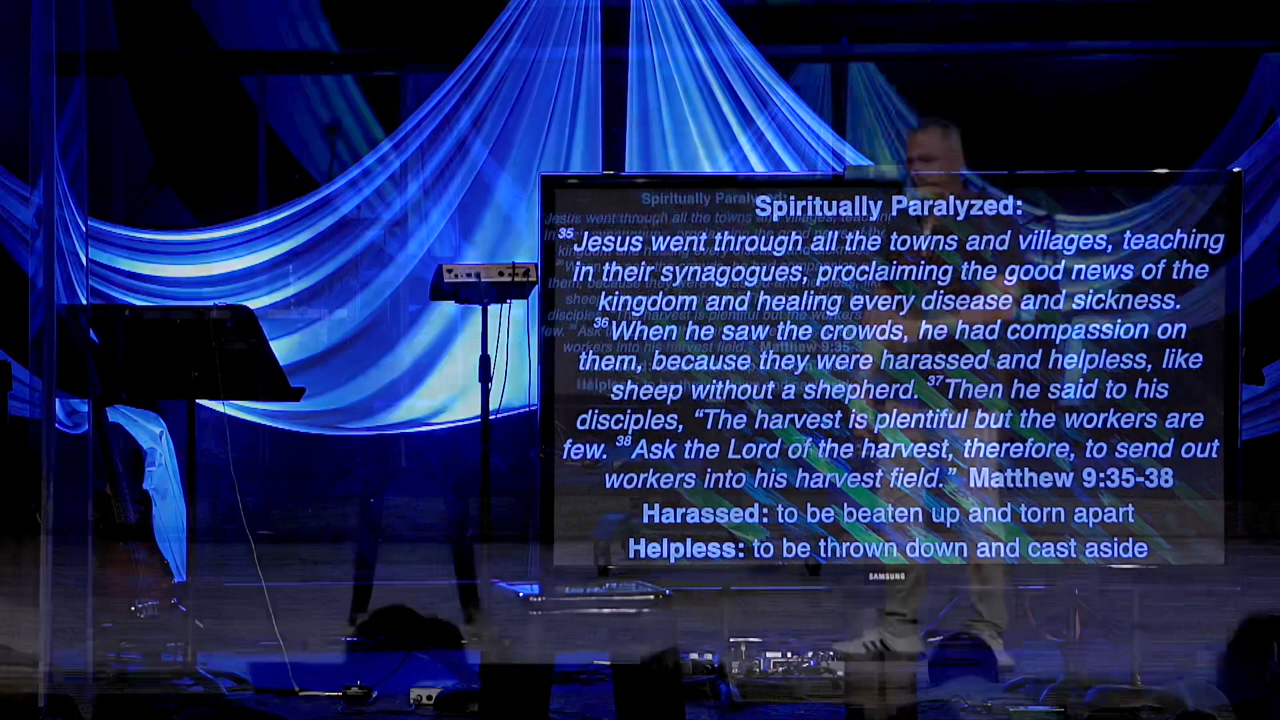 Spiritually Paralyzed:
35 Jesus went through all the towns and villages, teaching
in their synagogues, proclaiming the good news of the
kingdom and healing every disease and sickness.
36 When he saw the crowds, he had compassion on
them, because they were harassed and helpless, like
sheep without a shepherd. 37 Then he said to his
disciples, “The harvest is plentiful but the workers are
few. 38 Ask the Lord of the harvest, therefore, to send out
workers into his harvest field.” Matthew 9:35-38
Harassed: to be beaten up and torn apart
Helpless: to be thrown down and cast aside
SAMSUNG